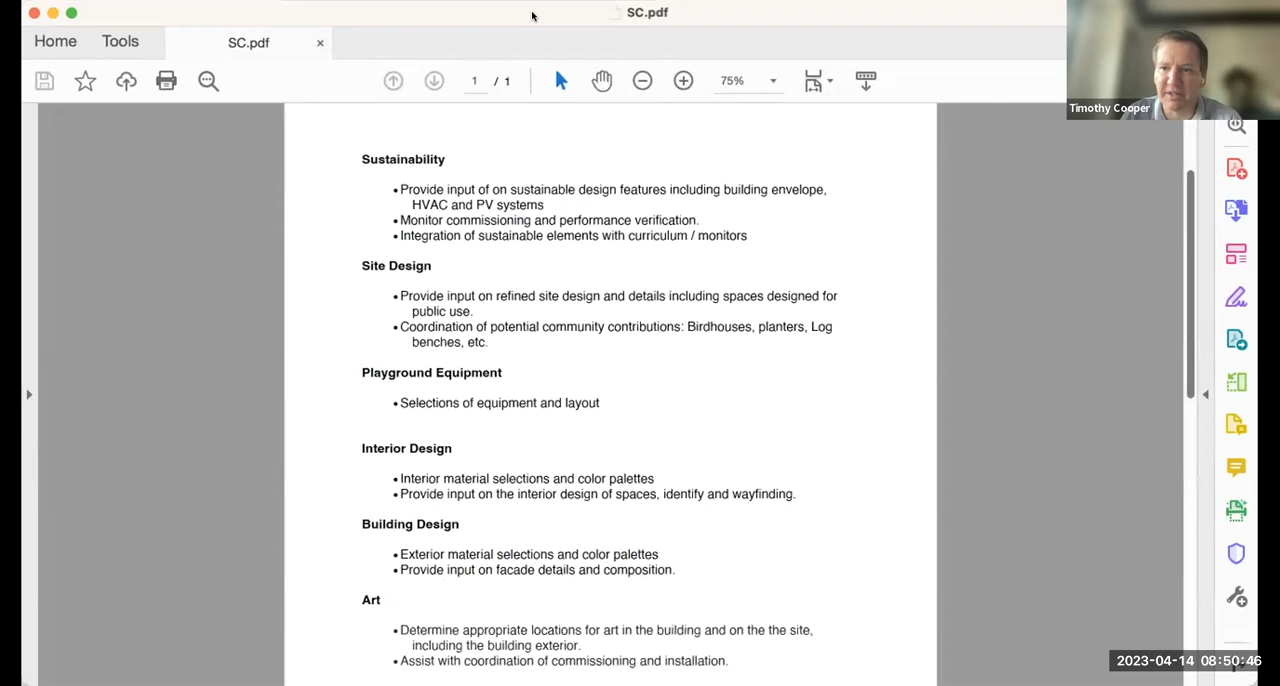 SC.pdf
Home Tools SC.pdf ×
1 / 1 75%
Timothy Cooper
Sustainability
•Provide input of on sustainable design features including building envelope,
HVAC and PV systems
•Monitor commissioning and performance verification.
•Integration of sustainable elements with curriculum / monitors
Site Design
•Provide input on refined site design and details including spaces designed for
public use.
•Coordination of potential community contributions: Birdhouses, planters, Log
benches, etc.
Playground Equipment
•Selections of equipment and layout
Interior Design
•Interior material selections and color palettes
•Provide input on the interior design of spaces, identify and wayfinding.
Building Design
•Exterior material selections and color palettes
•Provide input on facade details and composition.
Art
•Determine appropriate locations for art in the building and on the the site,
including the building exterior.
•Assist with coordination of commissioning and installation.
2023-04-14 08:50:46